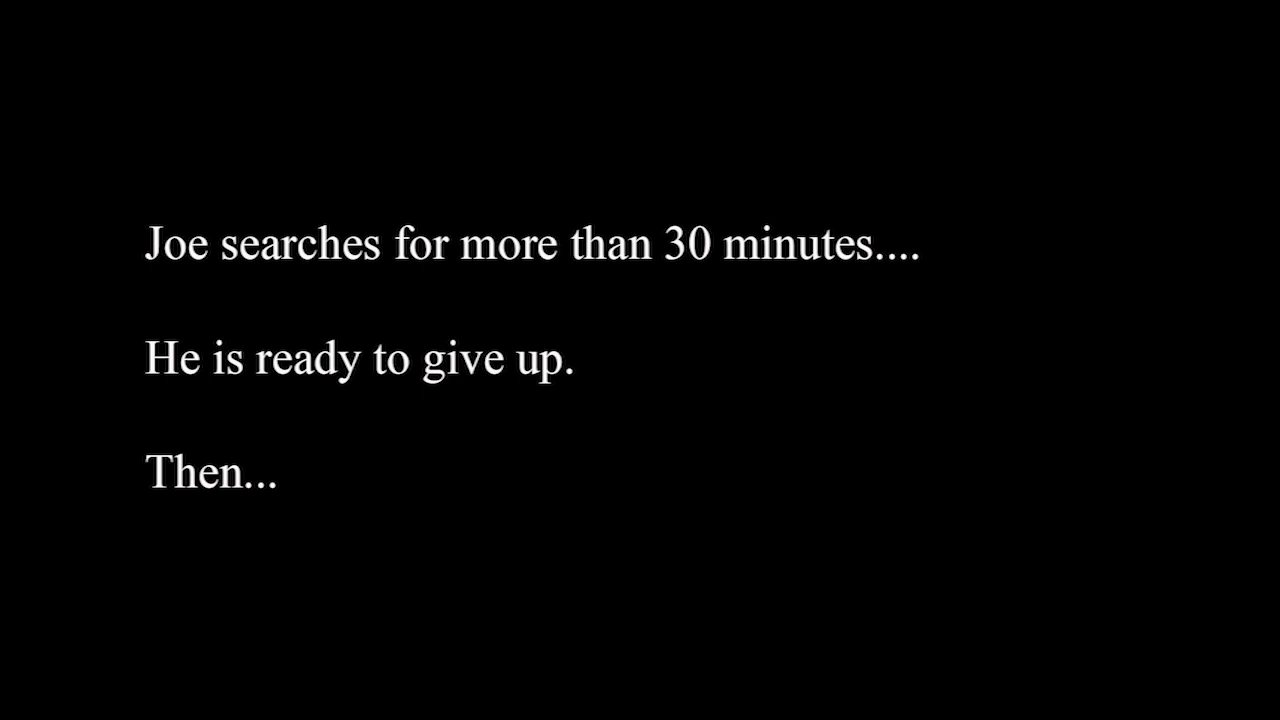 Joe searches for more than 30 minutes....
He is ready to give up.
Then...